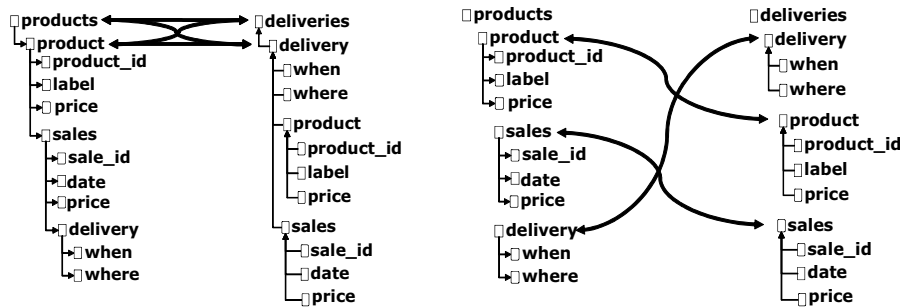 products
product
product_id
label
price
sales
sale_id
date
price
delivery
when
where
deliveries
delivery
when
where
product
product_id
label
price
sales
sale_id
date
price
products
product
product_id
label
price
sales
sale_id
date
price
delivery
when
where
deliveries
delivery
when
where
product
product_id
label
price
sales
sale_id
date
price